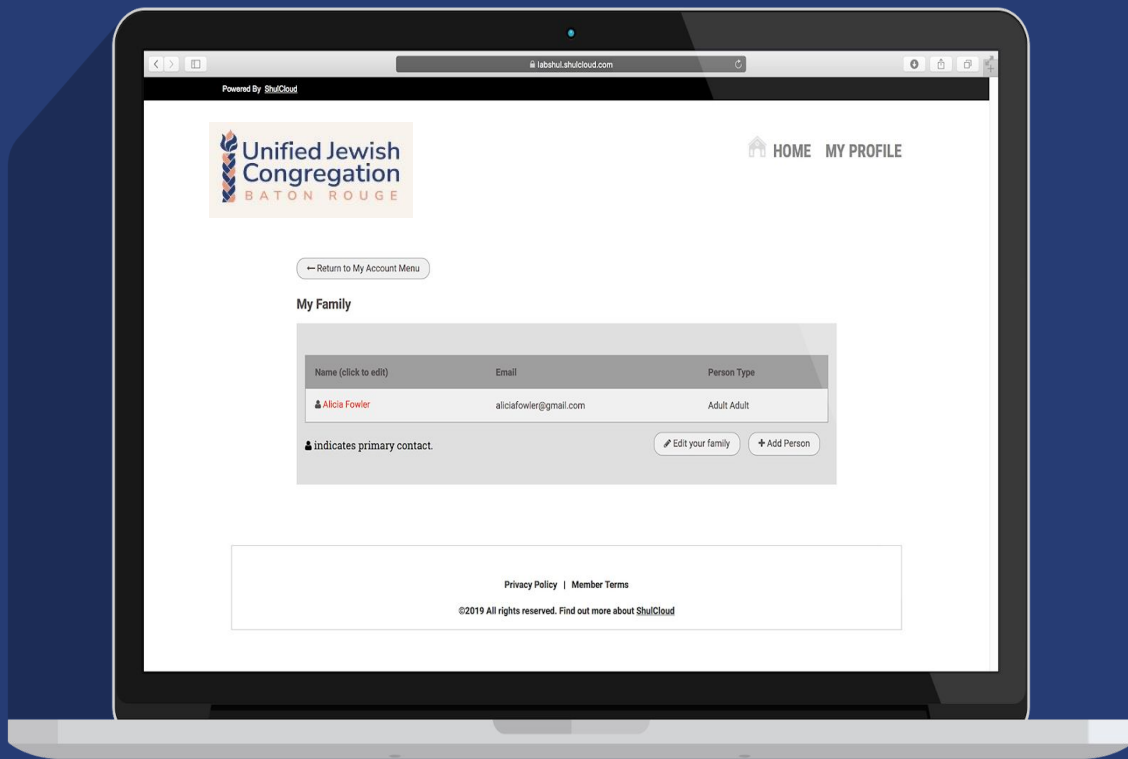 labshul.shulcloud.com
Powered By ShulCloud
Unified Jewish
Congregation
BATON ROUGE
HOME MY PROFILE
←Return to My Account Menu
My Family
Name (click to edit) Email Person Type
Alicia Fowler aliciafowler@gmail.com Adult Adult
indicates primary contact.
Edit your family + Add Person
Privacy Policy | Member Terms
©2019 All rights reserved. Find out more about ShulCloud